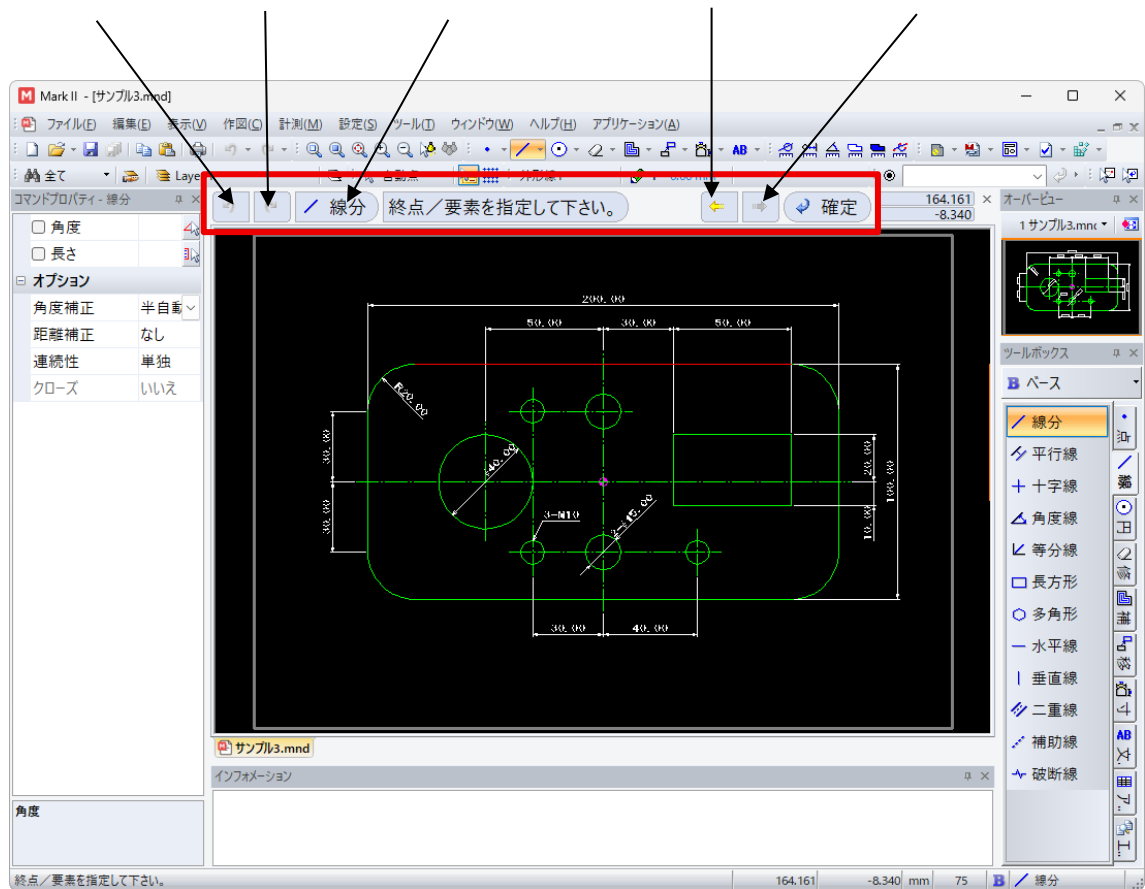 Mark II - [サンプル3.mnd]
ファイル(F) 編集(E) 表示(V) 作図(C) 計測(M) 設定(S) ツール(T) ウィンドウ(W) ヘルプ(H) アプリケーション(A)
AB
全て Laye
コマンドプロパティ - 線分
線分 終点／要素を指定して下さい。 確定
164.161
-8.340
オーバービュー
1 サンプル3.mnc
角度
長さ
オプション
角度補正 半自動
距離補正 なし
連続性 単独
クローズ いいえ
200.00
50.00 30.00 50.00
R20.00
30.00
30.00
3-M10
20.00
10.00
100.00
30.00 40.00
ツールボックス
B ベース
線分
平行線
十字線
角度線
等分線
長方形
多角形
水平線
垂直線
二重線
補助線
破断線
AB
サンプル3.mnd
インフォメーション
角度
終点／要素を指定して下さい。 164.161 -8.340 mm 75 B 線分